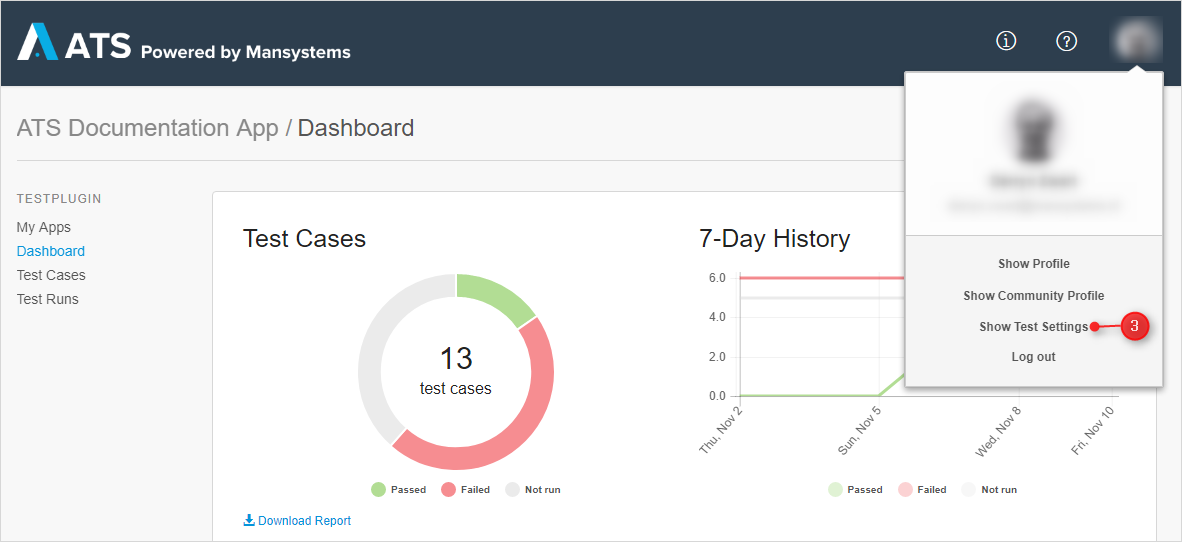 ATS Powered by Mansystems
ATS Documentation App / Dashboard
TESTPLUGIN
My Apps
Dashboard
Test Cases
Test Runs
Test Cases
13
test cases
Passed Failed Not run
Download Report
7-Day History
6.0
4.0
2.0
0.0
Thu, Nov 2
Sun, Nov 5
Wed, Nov 8
Fri, Nov 10
Passed Failed Not run
Show Profile
Show Community Profile
Show Test Settings 3
Log out